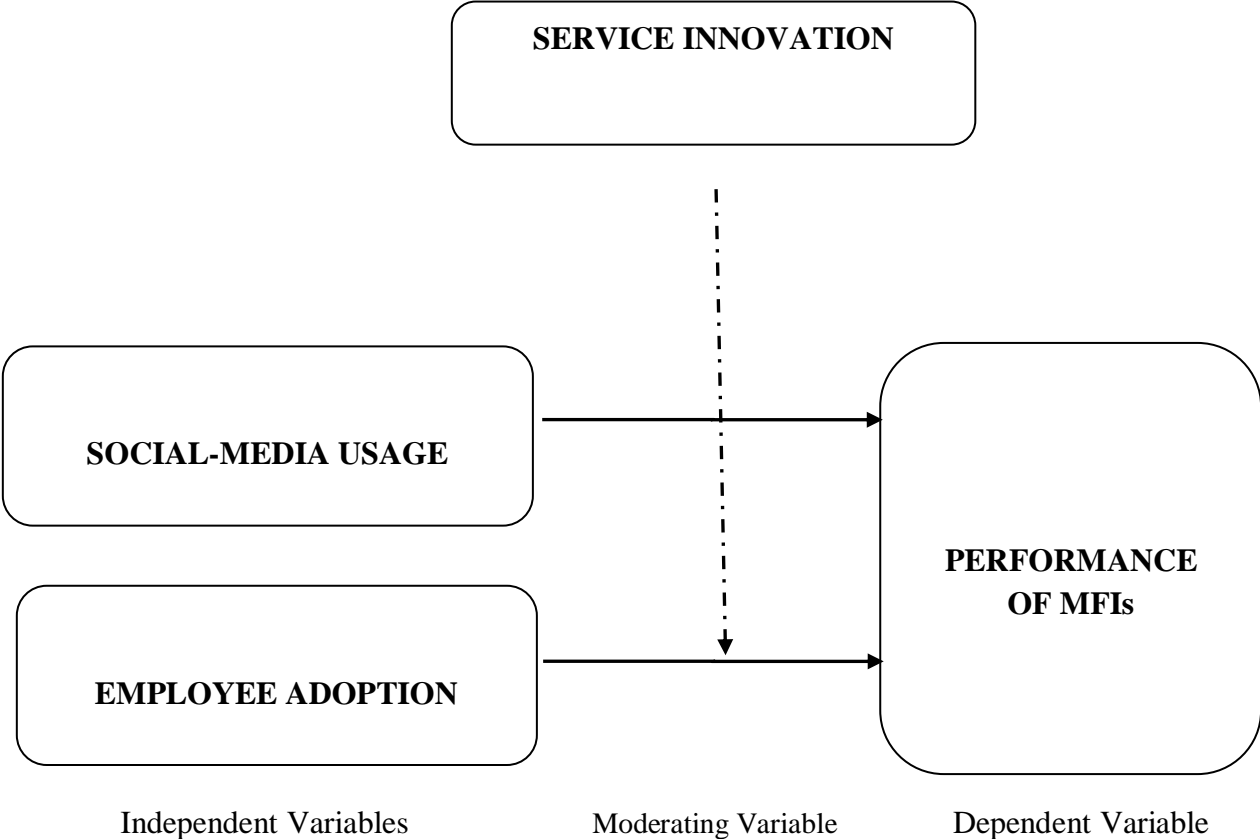 SERVICE INNOVATION
SOCIAL-MEDIA USAGE
PERFORMANCE
OF MFIs
EMPLOYEE ADOPTION
Independent Variables
Moderating Variable
Dependent Variable